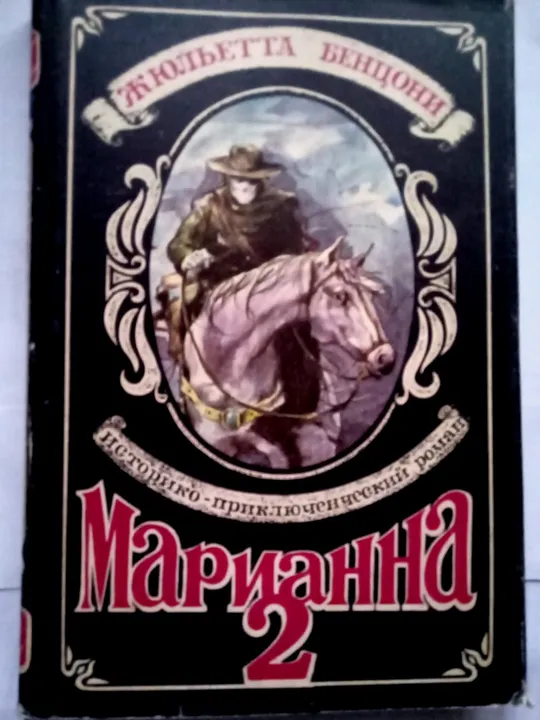 ЖЮЛЬЕТТА БЕНЦОНИ
историко-приключенческий роман
Марианна
2